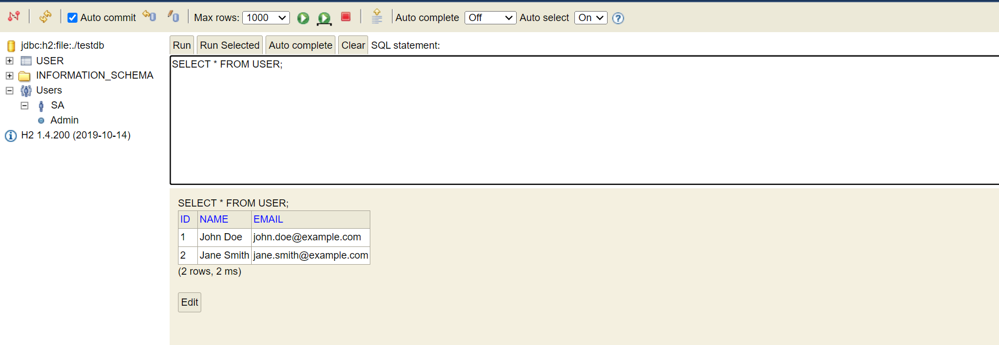 Auto commit Max rows: 1000 Auto complete Off Auto select On ?
jdbc:h2:file:./testdb
USER
INFORMATION_SCHEMA
Users
SA
Admin
H2 1.4.200 (2019-10-14)
Run Run Selected Auto complete Clear SQL statement:
SELECT * FROM USER;
SELECT * FROM USER;
ID NAME EMAIL
1 John Doe john.doe@example.com
2 Jane Smith jane.smith@example.com
(2 rows, 2 ms)
Edit